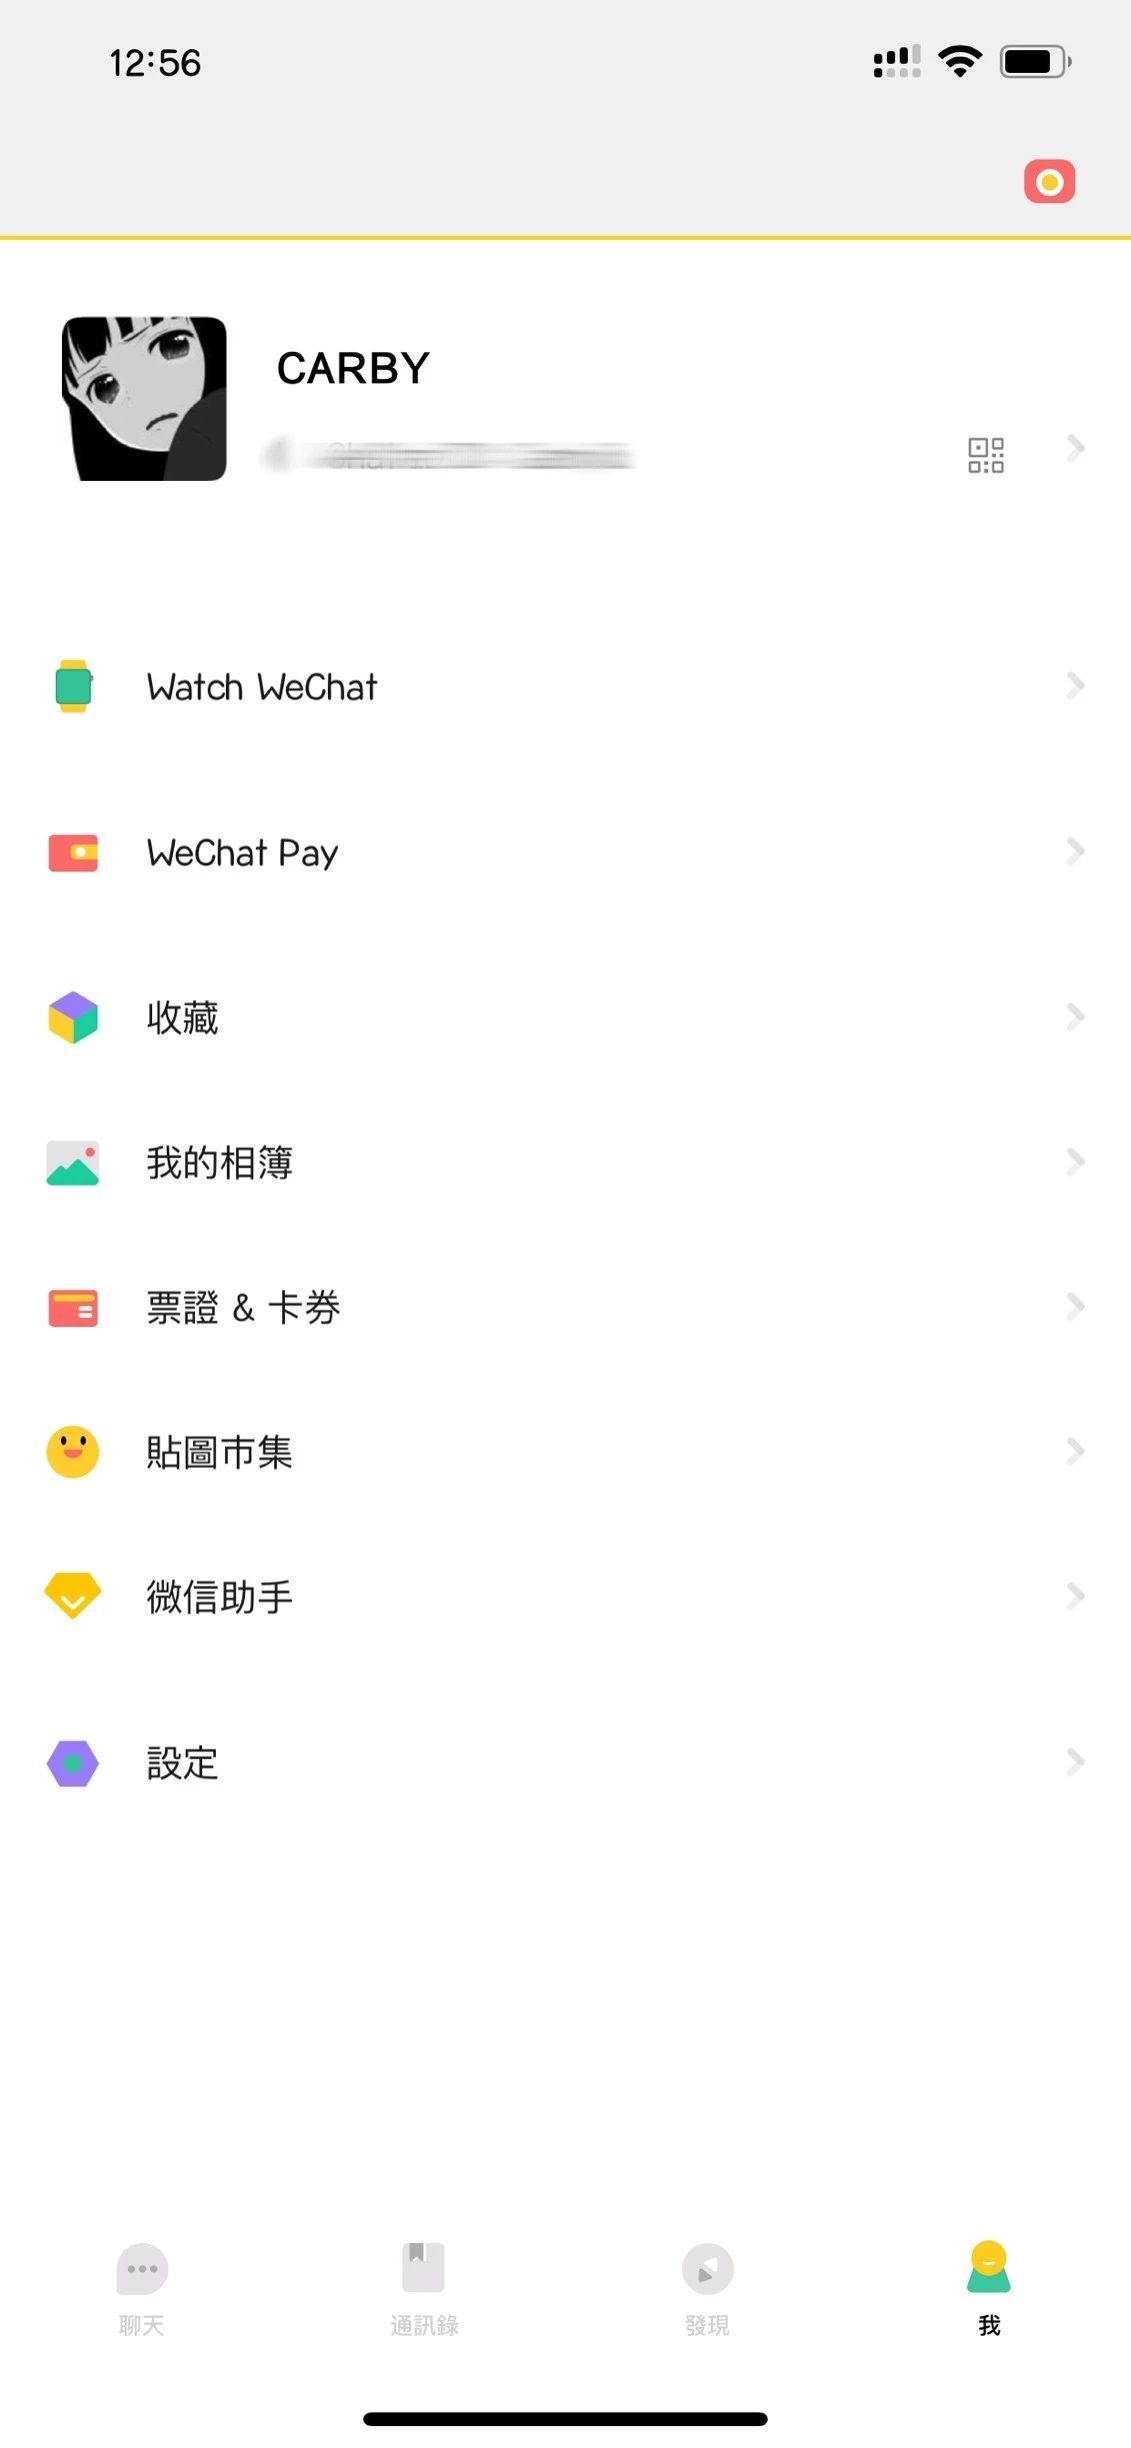 12:56
CARBY
Watch WeChat
WeChat Pay
收藏
我的相簿
票證 & 卡券
貼圖市集
微信助手
設定
聊天
通訊錄
發現
我